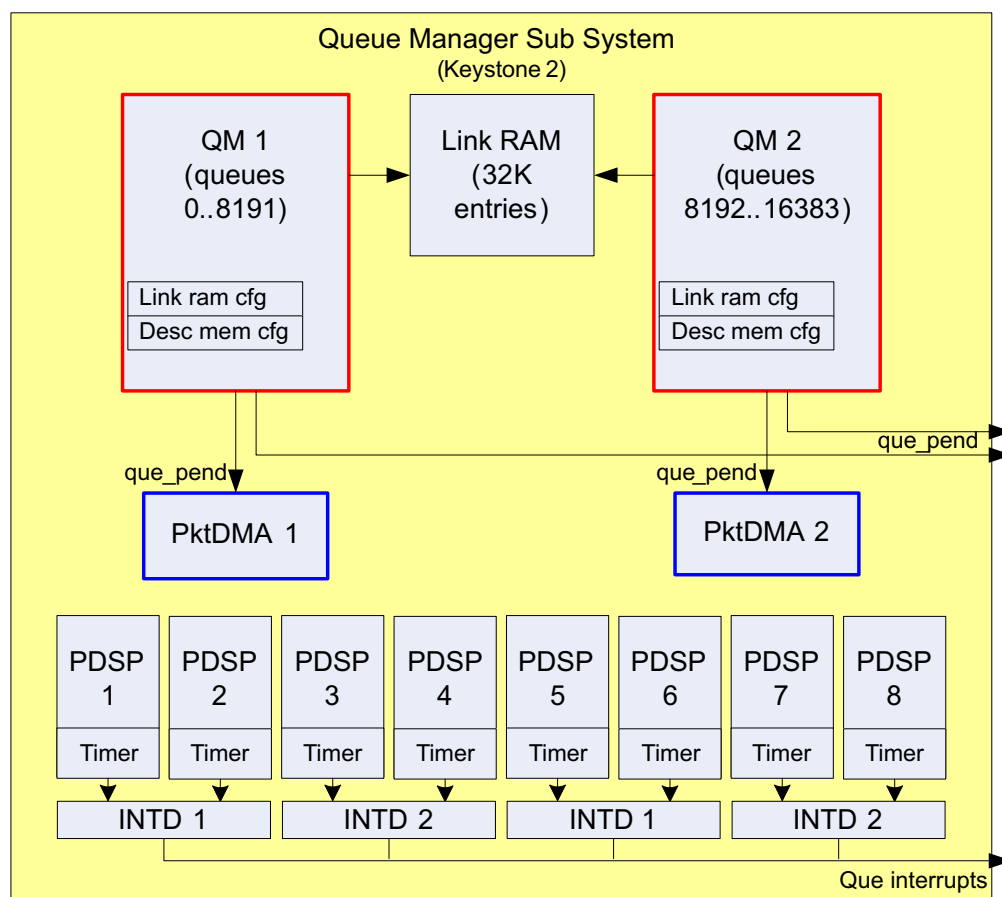 Queue Manager Sub System
(Keystone 2)
QM 1
(queues
0..8191)
Link ram cfg
Desc mem cfg
Link RAM
(32K
entries)
QM 2
(queues
8192..16383)
Link ram cfg
Desc mem cfg
que_pend
que_pend
que_pend
PktDMA 1
PktDMA 2
PDSP
1
Timer
PDSP
2
Timer
PDSP
3
Timer
PDSP
4
Timer
PDSP
5
Timer
PDSP
6
Timer
PDSP
7
Timer
PDSP
8
Timer
INTD 1
INTD 2
INTD 1
INTD 2
Que interrupts